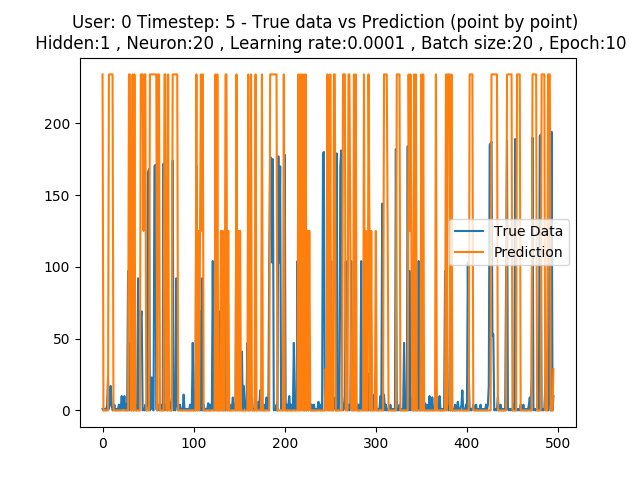 User: 0 Timestep: 5 - True data vs Prediction (point by point)
Hidden:1 , Neuron:20 , Learning rate:0.0001 , Batch size:20 , Epoch:10
200
150
100
50
0
True Data
Prediction
0
100
200
300
400
500